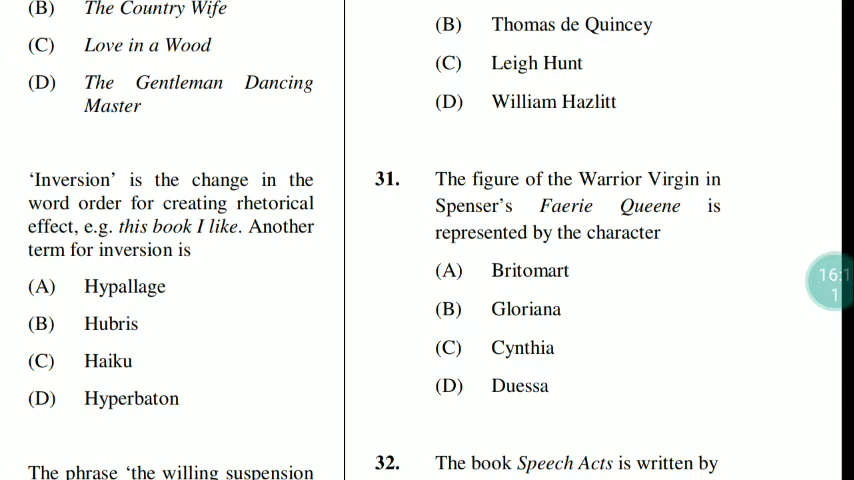 (B) The Country Wife
(C) Love in a Wood
(D) The Gentleman Dancing
Master
‘Inversion’ is the change in the
word order for creating rhetorical
effect, e.g. this book I like. Another
term for inversion is
(A) Hypallage
(B) Hubris
(C) Haiku
(D) Hyperbaton
The phrase ‘the willing suspension
(B) Thomas de Quincey
(C) Leigh Hunt
(D) William Hazlitt
31. The figure of the Warrior Virgin in
Spenser’s Faerie Queene is
represented by the character
(A) Britomart
(B) Gloriana
(C) Cynthia
(D) Duessa
32. The book Speech Acts is written by
16:1
1